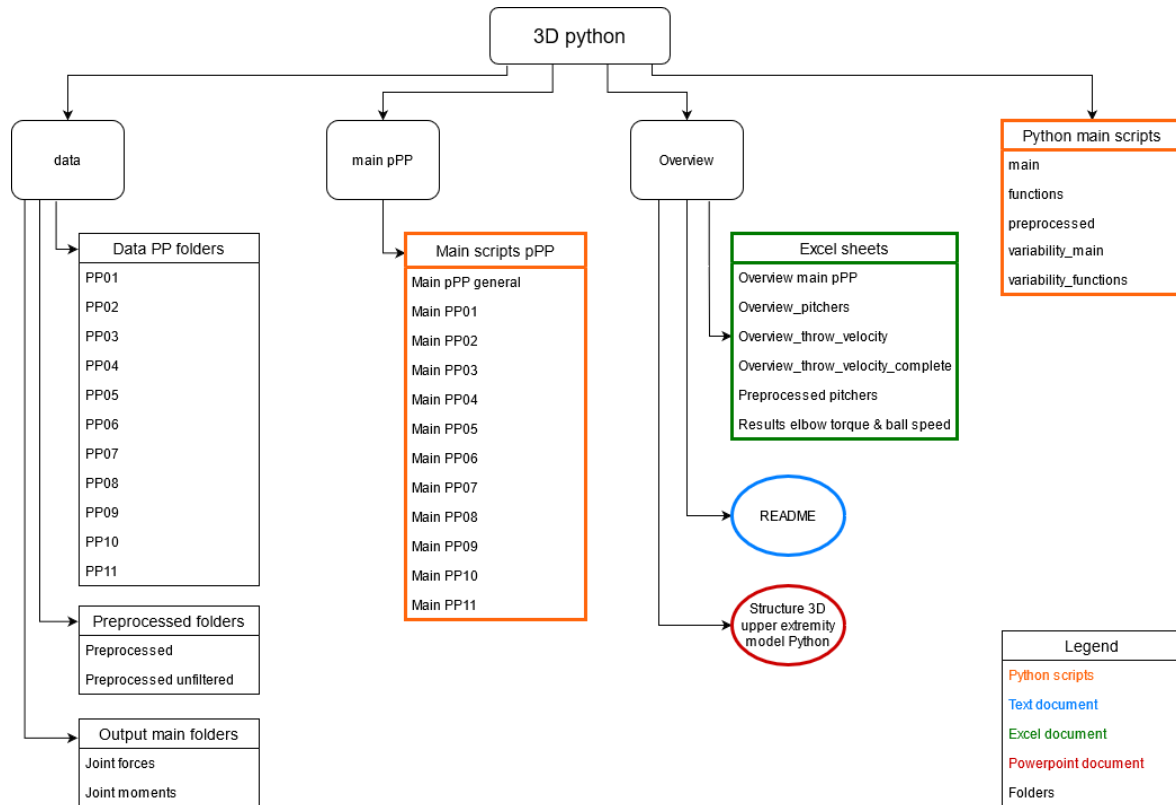 3D python
data
main pPP
Overview
Python main scripts
main
functions
preprocessed
variability_main
variability_functions
Data PP folders
PP01
PP02
PP03
PP04
PP05
PP06
PP07
PP08
PP09
PP10
PP11
Main scripts pPP
Main pPP general
Main PP01
Main PP02
Main PP03
Main PP04
Main PP05
Main PP06
Main PP07
Main PP08
Main PP09
Main PP10
Main PP11
Excel sheets
Overview main pPP
Overview_pitchers
Overview_throw_velocity
Overview_throw_velocity_complete
Preprocessed pitchers
Results elbow torque & ball speed
README
Structure 3D
upper extremity
model Python
Preprocessed folders
Preprocessed
Preprocessed unfiltered
Output main folders
Joint forces
Joint moments
Legend
Python scripts
Text document
Excel document
Powerpoint document
Folders